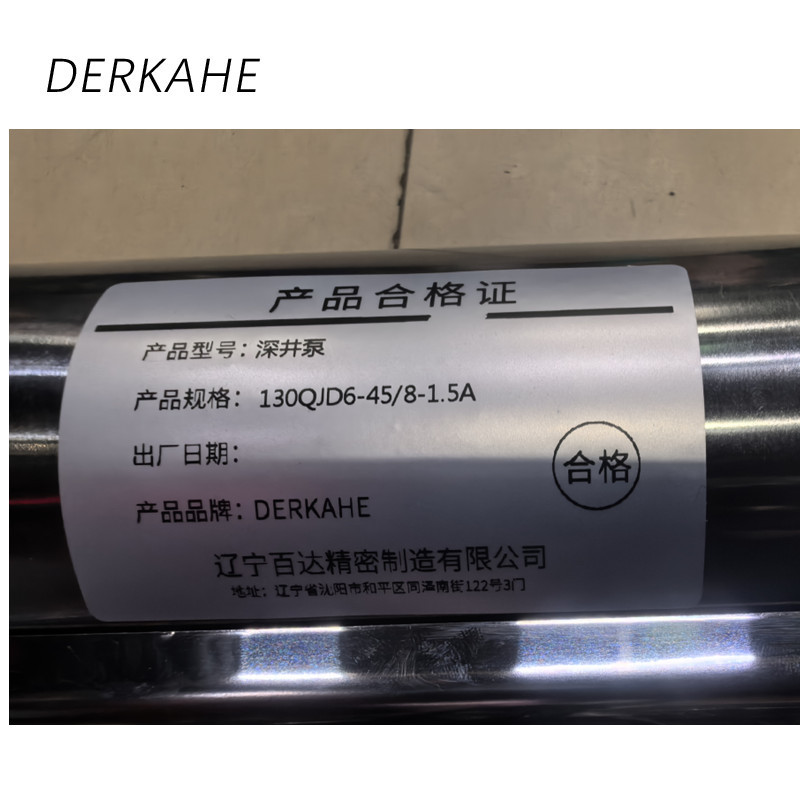 DERKAHE
产品合格证
产品型号：深井泵
产品规格：130QJD6-45/8-1.5A
出厂日期：
合格
产品品牌：DERKAHE
辽宁百达精密制造有限公司
地址：辽宁省沈阳市和平区同泽南街122号3门